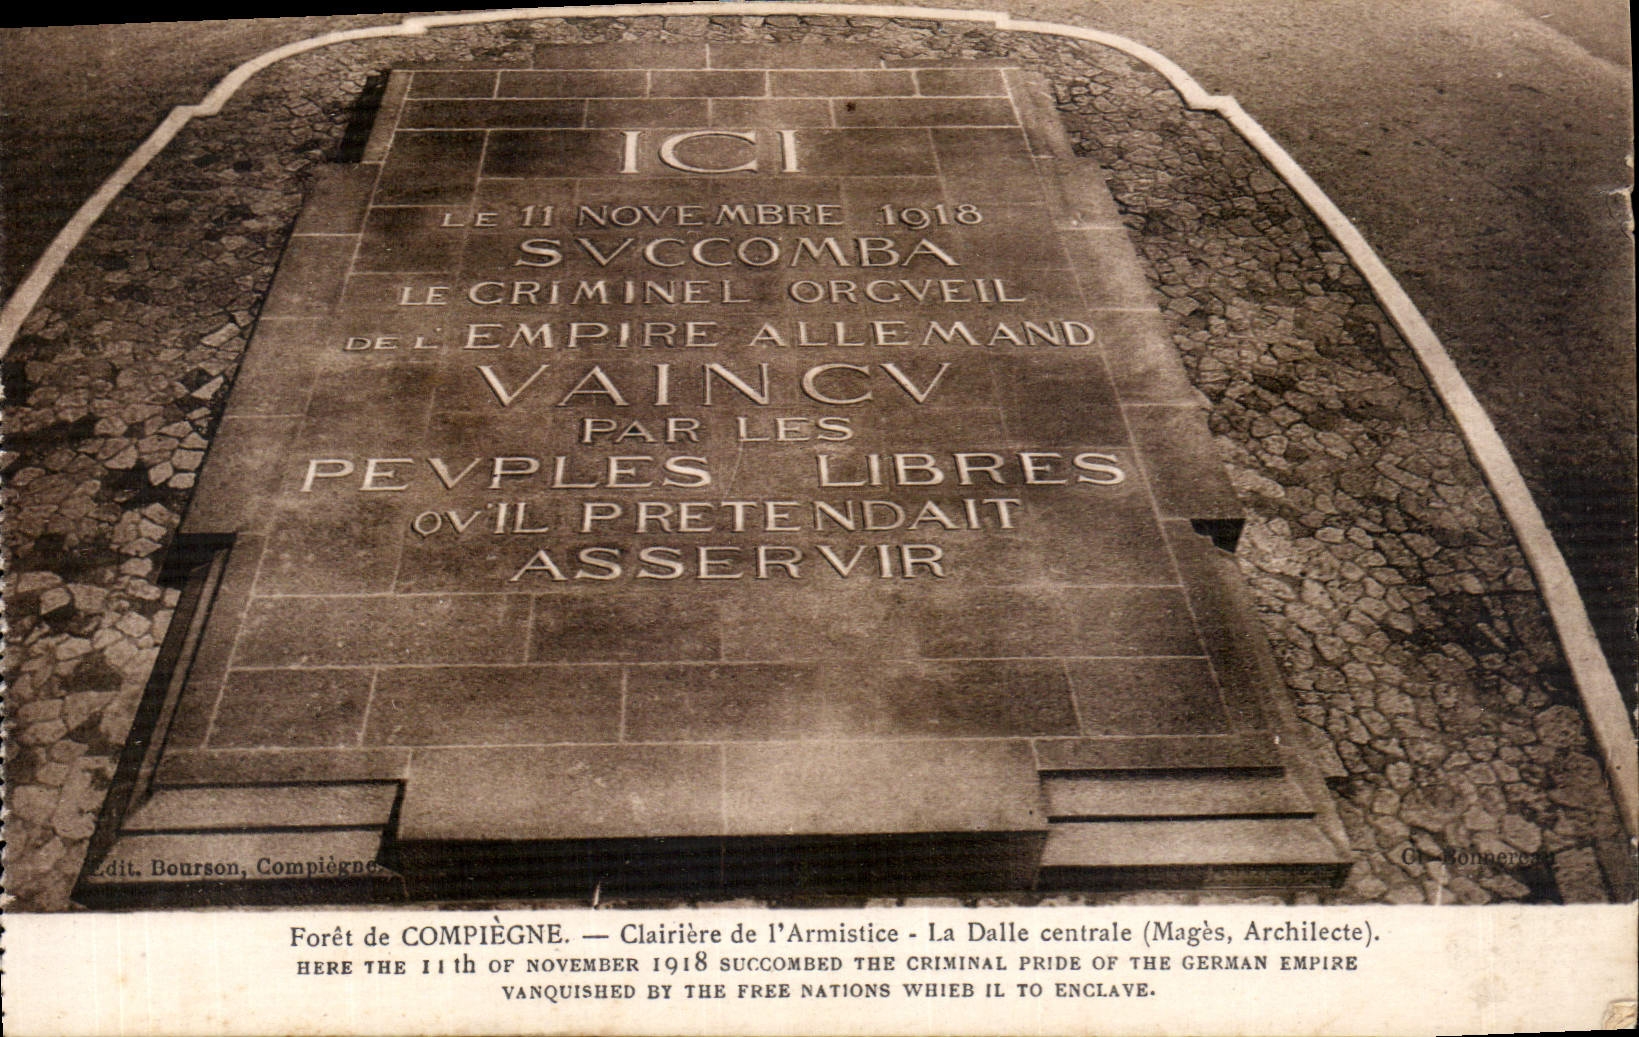 ICI
LE 11 NOVEMBRE 1918
SVCCOMBA
LE CRIMINEL ORGVEIL
DE L EMPIRE ALLEMAND
VAINCV
PAR LES
PEVPLES LIBRES
QV'IL PRETENDAIT
ASSERVIR
Edit. Bourson, Compiègne.
Cl. Bonnereau
Forêt de COMPIÈGNE. — Clairière de l'Armistice - La Dalle centrale (Magès, Archilecte).
HERE THE 11th OF NOVEMBER 1918 SUCCOMBED THE CRIMINAL PRIDE OF THE GERMAN EMPIRE
VANQUISHED BY THE FREE NATIONS WHIEB IL TO ENCLAVE.